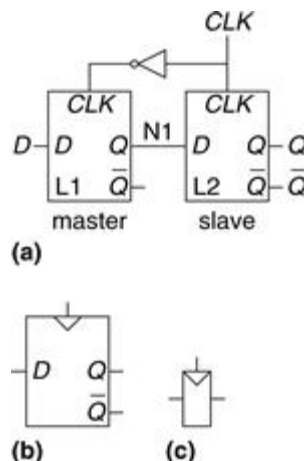 CLK
CLK CLK
D D Q N1 D Q Q
L1 Q̅ L2 Q̅ Q̅
master slave
(a)
D Q
Q̅
(b) (c)